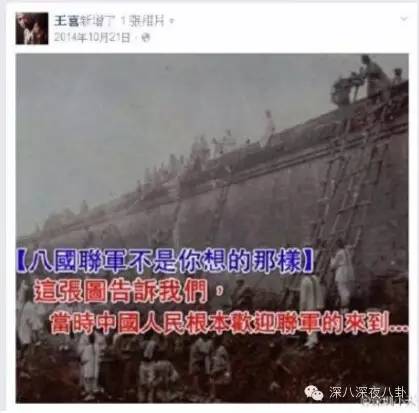 王喜新增了 1 張相片。
2014年10月21日 ·
【八國聯軍不是你想的那樣】
這張圖告訴我們，
當時中國人民根本歡迎聯軍的來到...
深八深夜八卦